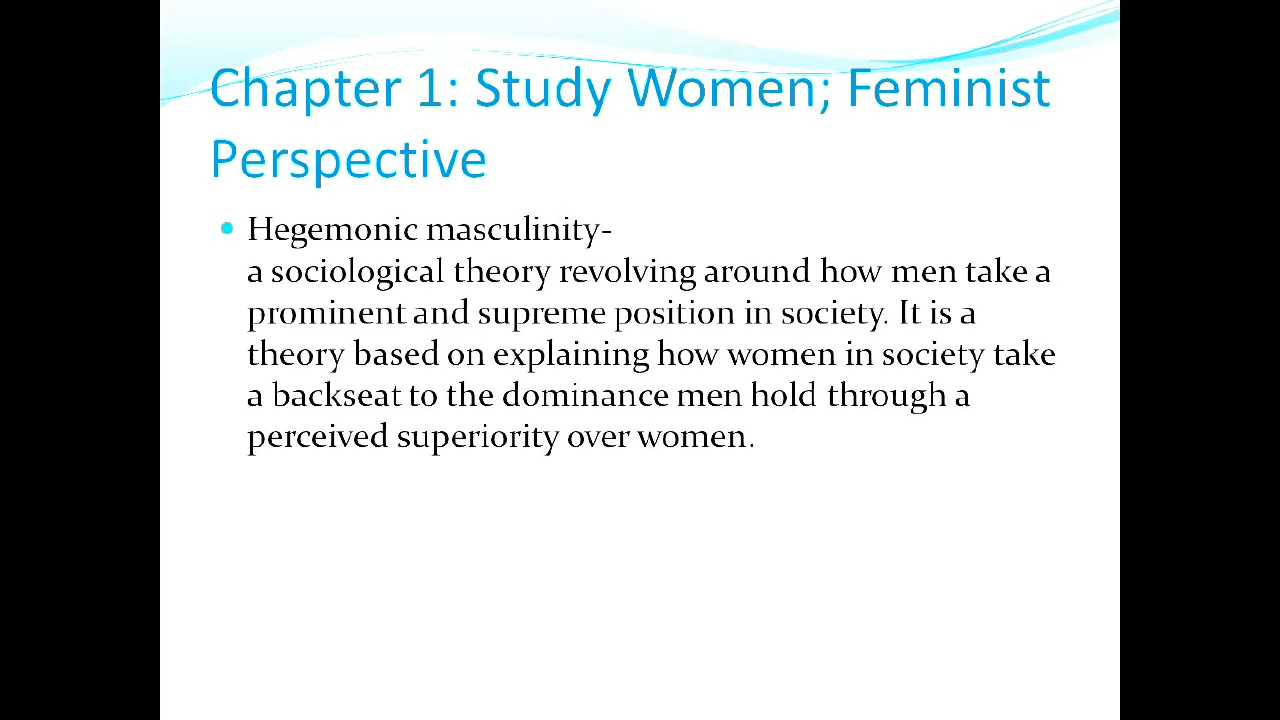 Chapter 1: Study Women; Feminist
Perspective
Hegemonic masculinity-
a sociological theory revolving around how men take a
prominent and supreme position in society. It is a
theory based on explaining how women in society take
a backseat to the dominance men hold through a
perceived superiority over women.